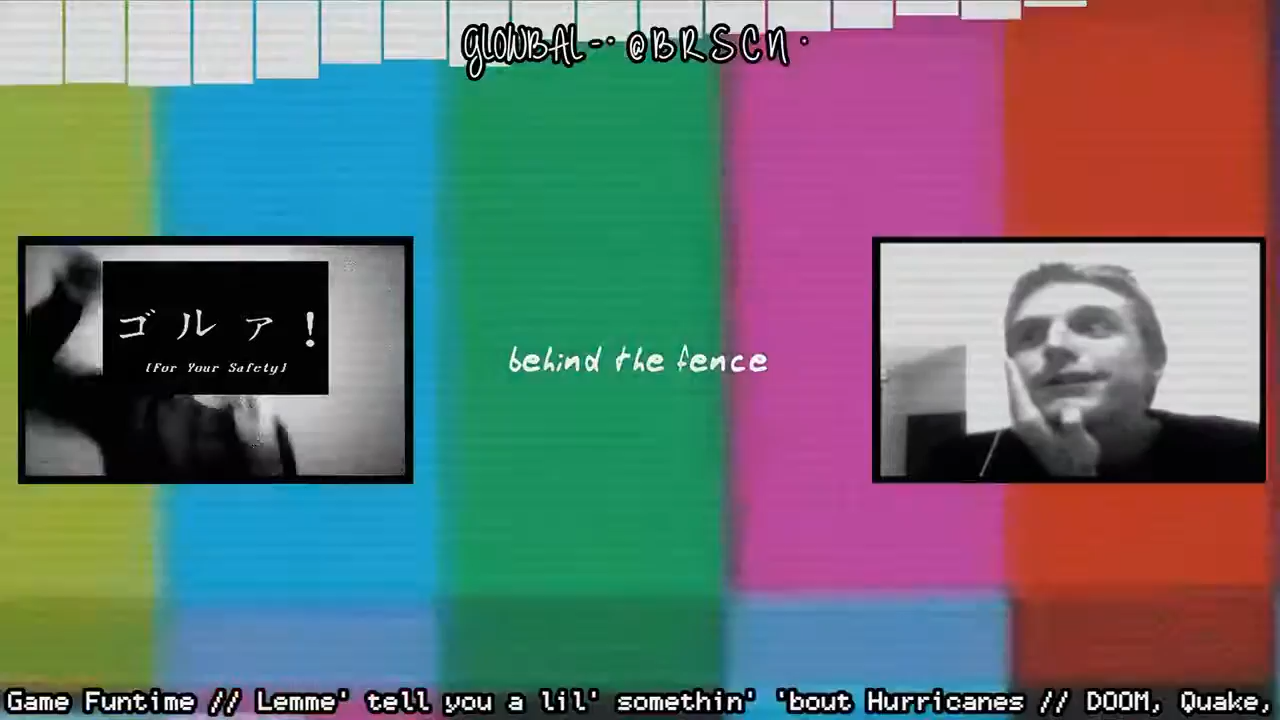 GLOWBAL -· @BRSCN ·
ゴルァ!
[For Your Safety]
behind the fence
Game Funtime // Lemme' tell you a lil' somethin' 'bout Hurricanes // DOOM, Quake,